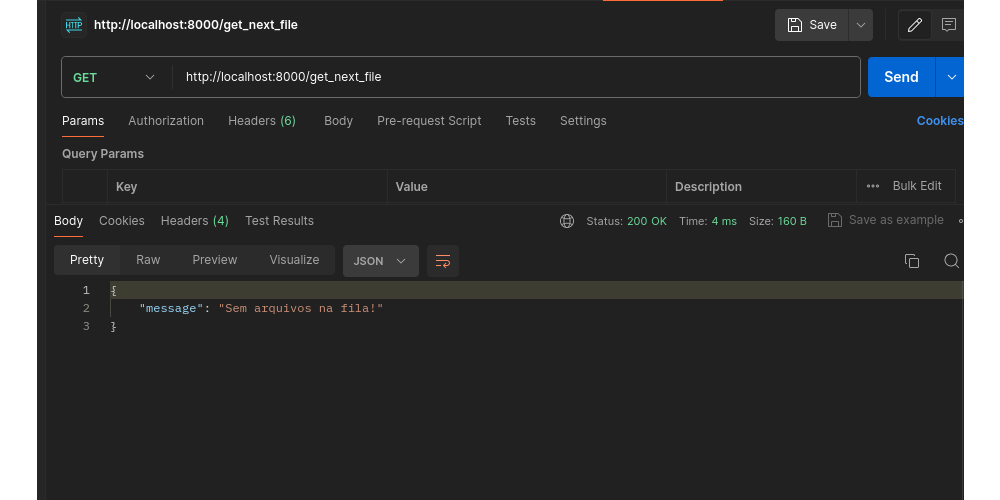 HTTP http://localhost:8000/get_next_file Save
GET http://localhost:8000/get_next_file Send
Params Authorization Headers (6) Body Pre-request Script Tests Settings Cookies
Query Params
Key Value Description ••• Bulk Edit
Body Cookies Headers (4) Test Results Status: 200 OK Time: 4 ms Size: 160 B Save as example
Pretty Raw Preview Visualize JSON
1 {
2 "message": "Sem arquivos na fila!"
3 }